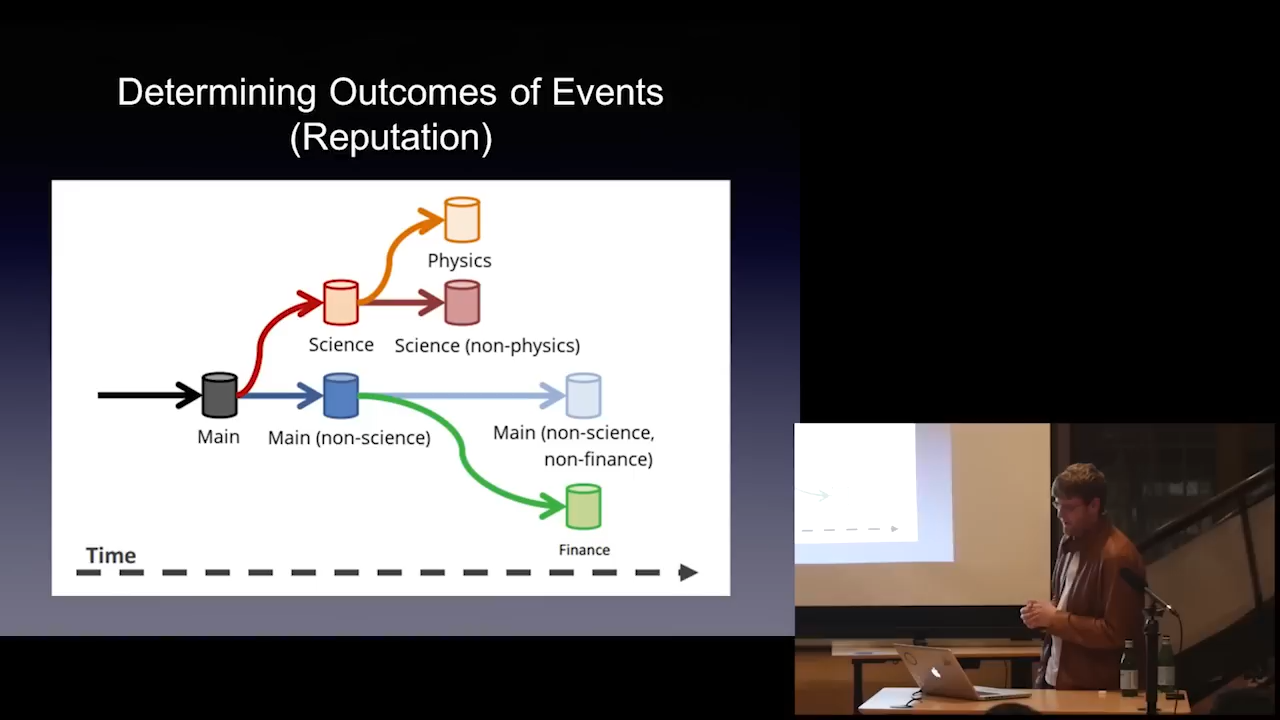 Determining Outcomes of Events
(Reputation)
Physics
Science
Science (non-physics)
Main
Main (non-science)
Main (non-science,
non-finance)
Finance
Time